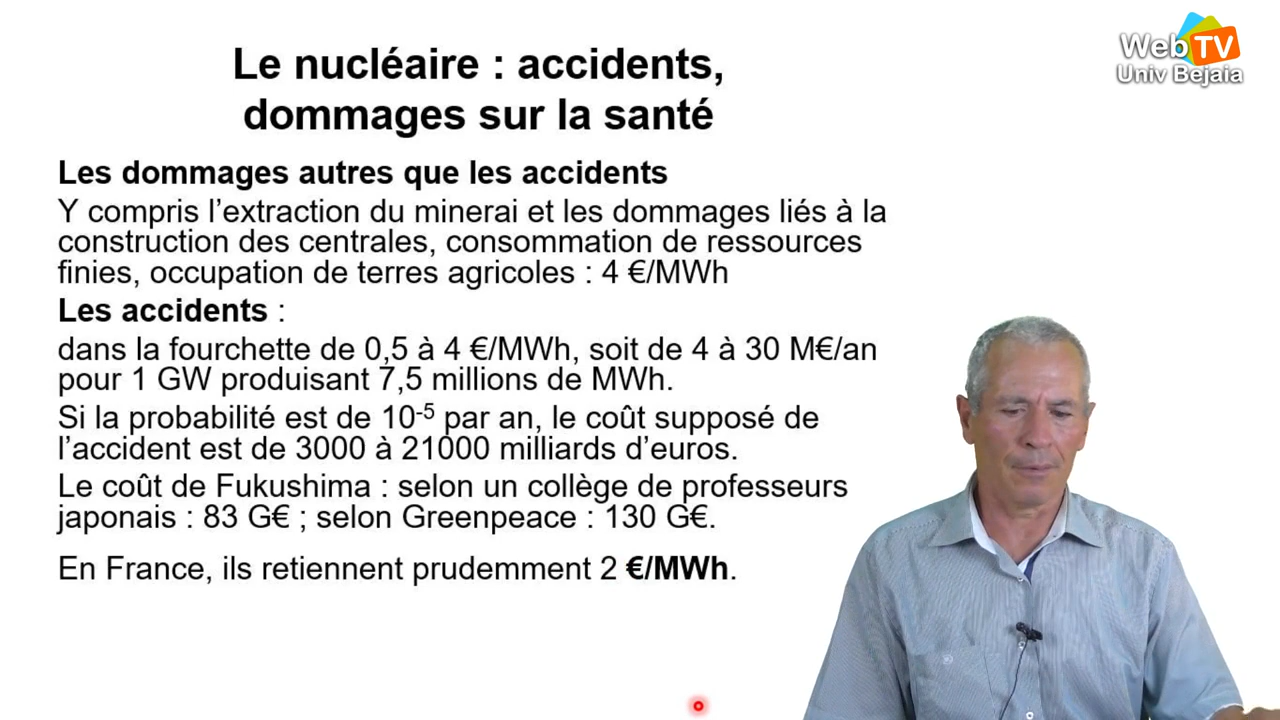 Le nucléaire : accidents,
dommages sur la santé
Web TV
Univ Bejaia
Les dommages autres que les accidents
Y compris l’extraction du minerai et les dommages liés à la
construction des centrales, consommation de ressources
finies, occupation de terres agricoles : 4 €/MWh
Les accidents :
dans la fourchette de 0,5 à 4 €/MWh, soit de 4 à 30 M€/an
pour 1 GW produisant 7,5 millions de MWh.
Si la probabilité est de 10-5 par an, le coût supposé de
l’accident est de 3000 à 21000 milliards d’euros.
Le coût de Fukushima : selon un collège de professeurs
japonais : 83 G€ ; selon Greenpeace : 130 G€.
En France, ils retiennent prudemment 2 €/MWh.